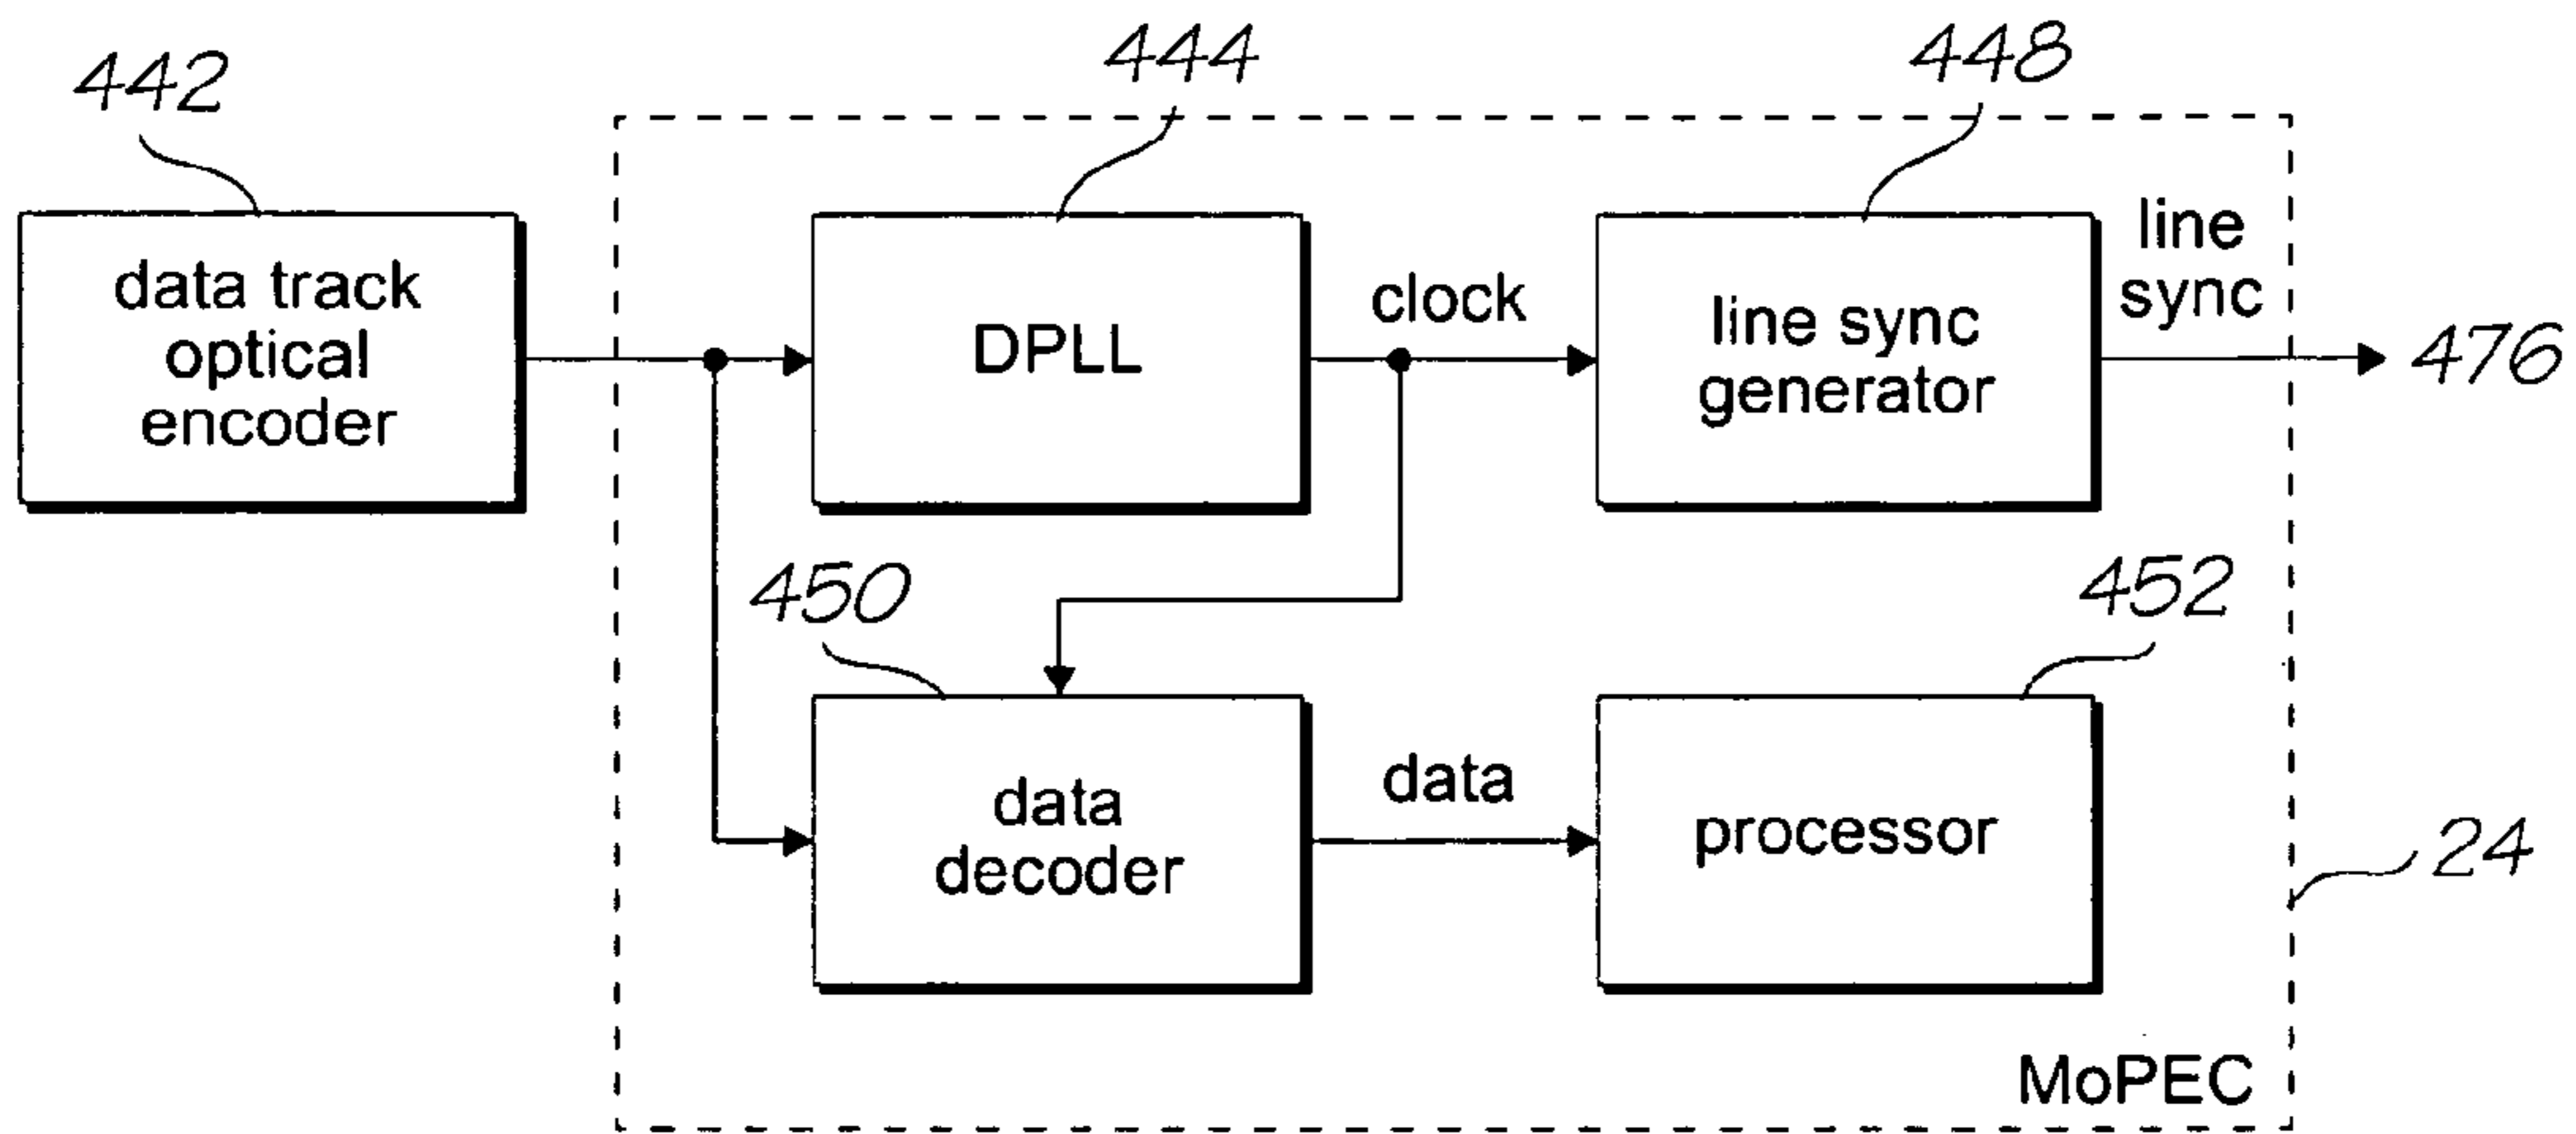 442
444
448
data track
optical
encoder
DPLL
clock
line sync
generator
line
sync
476
450
452
data
decoder
data
processor
24
MoPEC